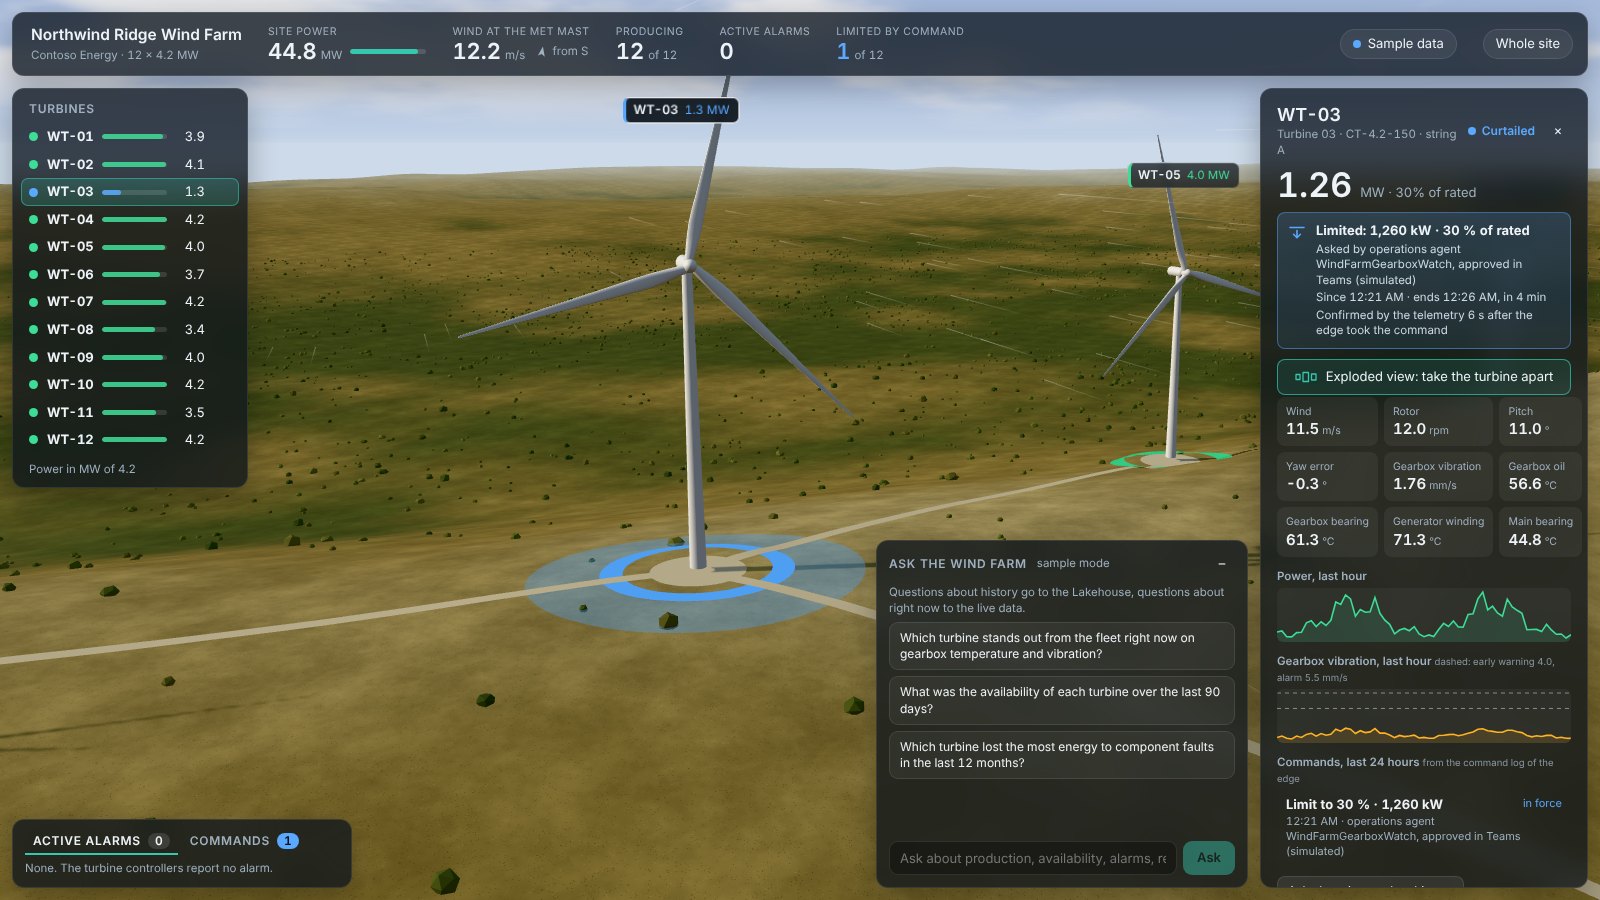 Northwind Ridge Wind Farm
Contoso Energy · 12 × 4.2 MW
SITE POWER
44.8 MW
WIND AT THE MET MAST
12.2 m/s from S
PRODUCING
12 of 12
ACTIVE ALARMS
0
LIMITED BY COMMAND
1 of 12
Sample data
Whole site
TURBINES
WT-01 3.9
WT-02 4.1
WT-03 1.3
WT-04 4.2
WT-05 4.0
WT-06 3.7
WT-07 4.2
WT-08 3.4
WT-09 4.0
WT-10 4.2
WT-11 3.5
WT-12 4.2
Power in MW of 4.2
WT-03 1.3 MW
WT-05 4.0 MW
WT-03
Turbine 03 · CT-4.2-150 · string
A
Curtailed ×
1.26 MW · 30% of rated
Limited: 1,260 kW · 30 % of rated
Asked by operations agent
WindFarmGearboxWatch, approved in
Teams (simulated)
Since 12:21 AM · ends 12:26 AM, in 4 min
Confirmed by the telemetry 6 s after the
edge took the command
Exploded view: take the turbine apart
Wind
11.5 m/s
Rotor
12.0 rpm
Pitch
11.0 °
Yaw error
-0.3 °
Gearbox vibration
1.76 mm/s
Gearbox oil
56.6 °C
Gearbox bearing
61.3 °C
Generator winding
71.3 °C
Main bearing
44.8 °C
Power, last hour
Gearbox vibration, last hour dashed: early warning 4.0,
alarm 5.5 mm/s
Commands, last 24 hours from the command log of the
edge
Limit to 30 % · 1,260 kW in force
12:21 AM · operations agent
WindFarmGearboxWatch, approved in Teams
(simulated)
ASK THE WIND FARM sample mode –
Questions about history go to the Lakehouse, questions about
right now to the live data.
Which turbine stands out from the fleet right now on
gearbox temperature and vibration?
What was the availability of each turbine over the last 90
days?
Which turbine lost the most energy to component faults
in the last 12 months?
Ask about production, availability, alarms, re
Ask
ACTIVE ALARMS 0 COMMANDS 1
None. The turbine controllers report no alarm.